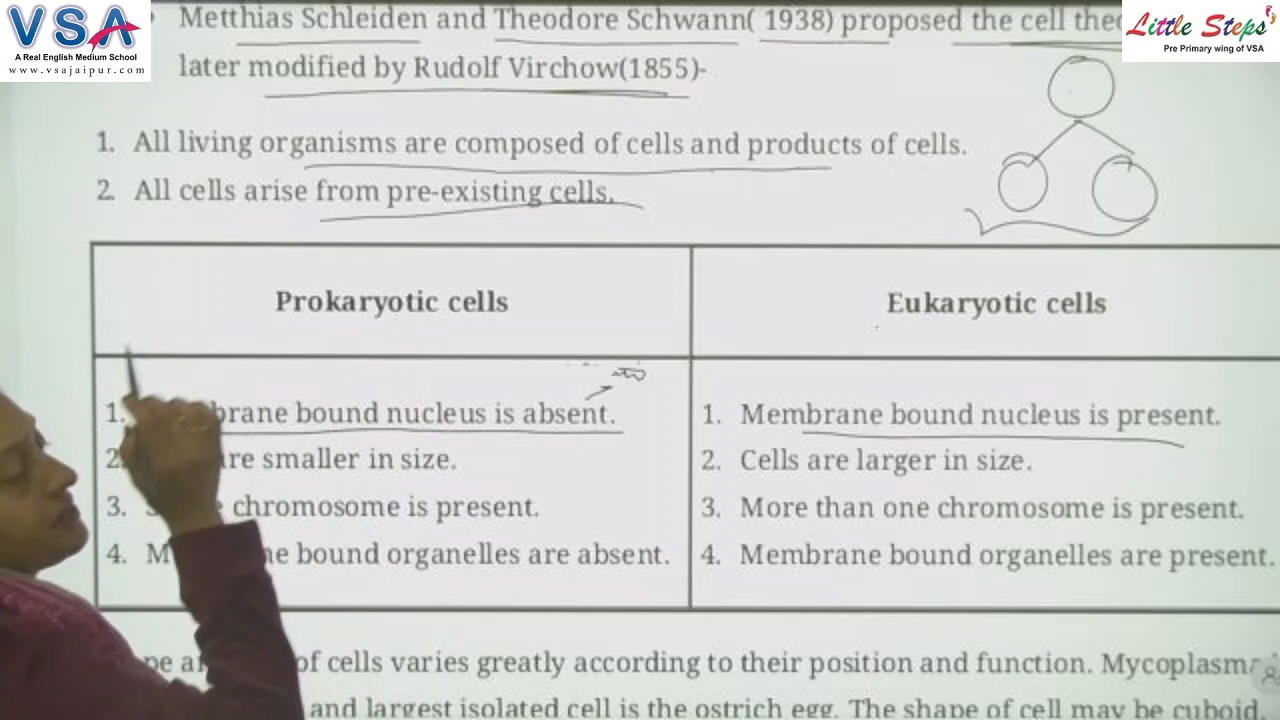 VSA
A Real English Medium School
www.vsajaipur.com
Little Steps
Pre Primary wing of VSA
Metthias Schleiden and Theodore Schwann( 1938) proposed the cell
later modified by Rudolf Virchow(1855)-
1. All living organisms are composed of cells and products of cells.
2. All cells arise from pre-existing cells.
Prokaryotic cells
Eukaryotic cells
1. bound nucleus is absent.
1. Membrane bound nucleus is present.
2. smaller in size.
2. Cells are larger in size.
3. chromosome is present.
3. More than one chromosome is present.
4. bound organelles are absent.
4. Membrane bound organelles are present.
of cells varies greatly according to their position and function.
and largest isolated cell is the ostrich egg. The shape of cell may be cuboid,